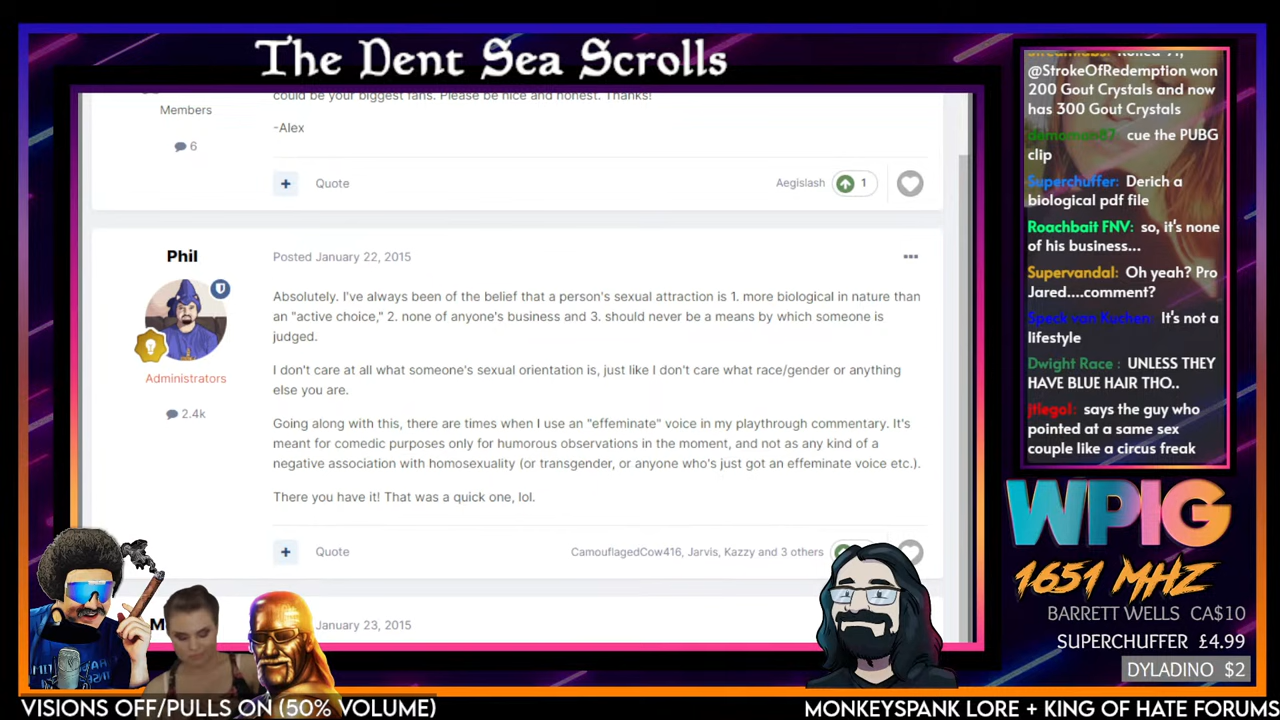 The Dent Sea Scrolls
could be your biggest fans. Please be nice and honest. Thanks!
Members
-Alex
6
+
Quote
Aegislash
1
Phil
Posted January 22, 2015
Absolutely. I've always been of the belief that a person's sexual attraction is 1. more biological in nature than
an "active choice," 2. none of anyone's business and 3. should never be a means by which someone is
judged.
Administrators
I don't care at all what someone's sexual orientation is, just like I don't care what race/gender or anything
else you are.
2.4k
Going along with this, there are times when I use an "effeminate" voice in my playthrough commentary. It's
meant for comedic purposes only for humorous observations in the moment, and not as any kind of a
negative association with homosexuality (or transgender, or anyone who's just got an effeminate voice etc.).
There you have it! That was a quick one, lol.
+
Quote
CamouflagedCow416, Jarvis, Kazzy and 3 others
January 23, 2015
@StrokeOfRedemption won
200 Gout Crystals and now
has 300 Gout Crystals
cue the PUBG
clip
Superchuffer: Derich a
biological pdf file
Roachbait FNV: so, it's none
of his business...
Supervandal: Oh yeah? Pro
Jared....comment?
Speck van Kuchen: It's not a
lifestyle
Dwight Race : UNLESS THEY
HAVE BLUE HAIR THO..
jtlego1: says the guy who
pointed at a same sex
couple like a circus freak
WPIG
1651 MHZ
BARRETT WELLS CA$10
SUPERCHUFFER £4.99
DYLADINO $2
VISIONS OFF/PULLS ON (50% VOLUME)
MONKEYSPANK LORE + KING OF HATE FORUMS